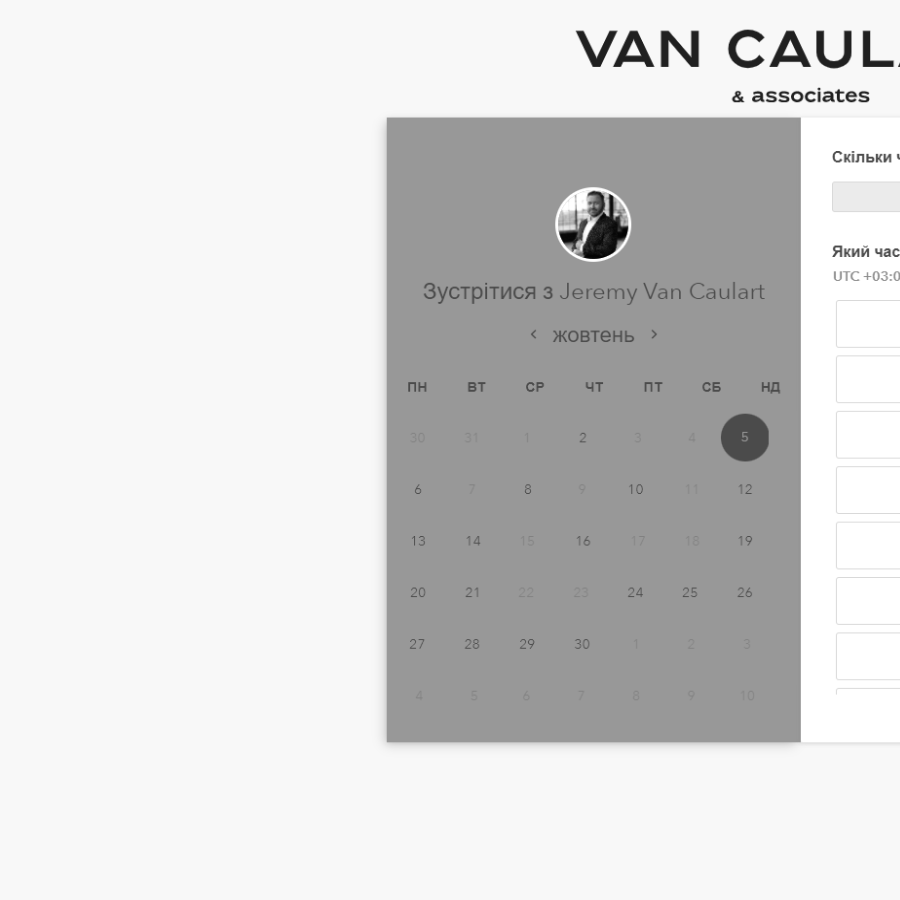 VAN CAUL
& associates
Скільки
Зустрітися з Jeremy Van Caulart
Який час
UTC +03:0
жовтень
ПН ВТ СР ЧТ ПТ СБ НД
30 31 1 2 3 4 5
6 7 8 9 10 11 12
13 14 15 16 17 18 19
20 21 22 23 24 25 26
27 28 29 30 1 2 3
4 5 6 7 8 9 10